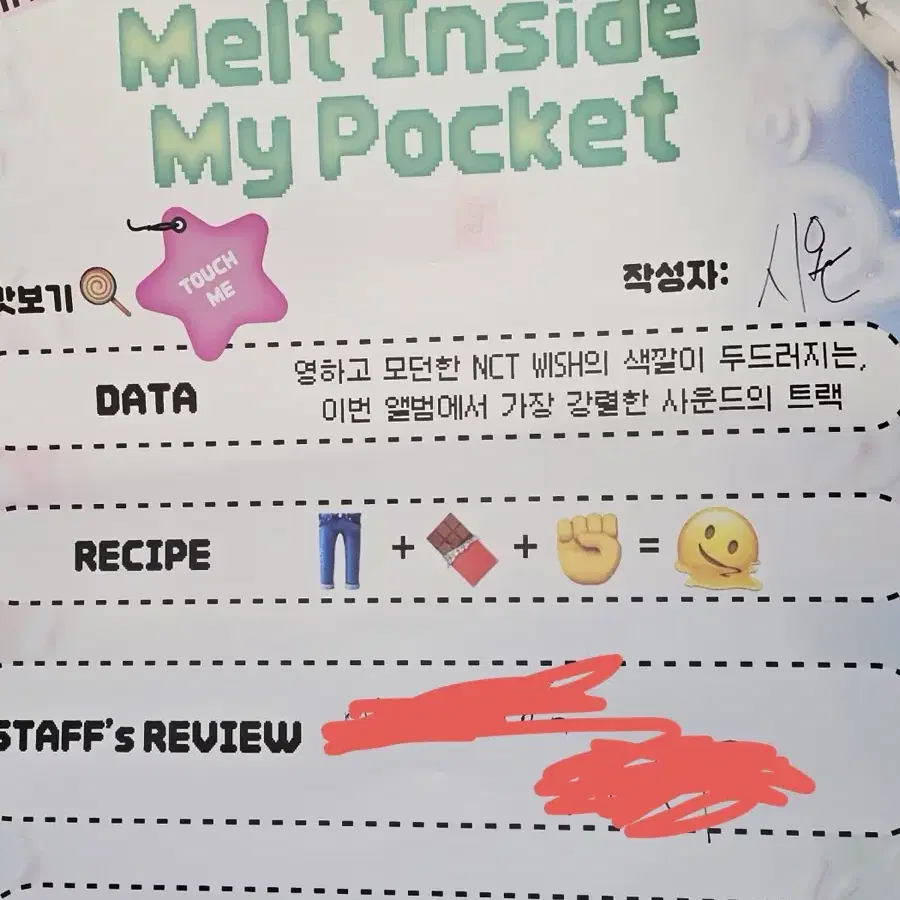 Melt Inside
My Pocket
맛보기
TOUCH
ME
작성자: 시온
DATA
영하고 모던한 NCT WISH의 색깔이 두드러지는,
이번 앨범에서 가장 강렬한 사운드의 트랙
RECIPE
+ + =
STAFF's REVIEW